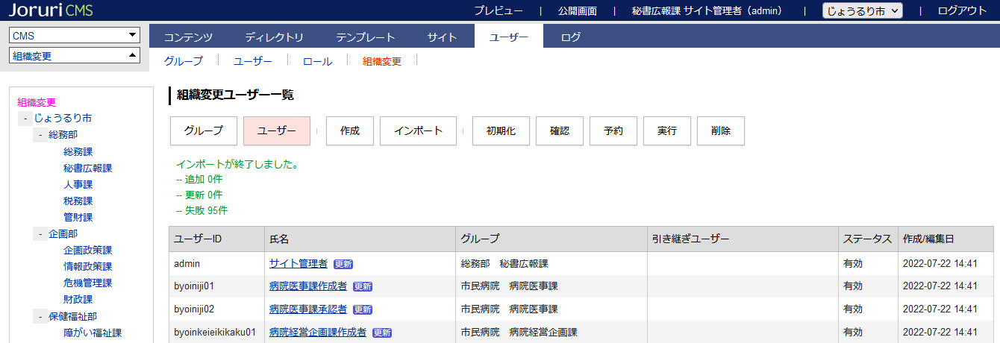 Joruri CMS
プレビュー | 公開画面 | 秘書広報課 サイト管理者（admin） | じょうるり市 | ログアウト
CMS
組織変更
コンテンツ ディレクトリ テンプレート サイト ユーザー ログ
グループ ユーザー ロール 組織変更
組織変更
- じょうるり市
- 総務部
総務課
秘書広報課
人事課
税務課
管財課
- 企画部
企画政策課
情報政策課
危機管理課
財政課
- 保健福祉部
障がい福祉課
組織変更ユーザー一覧
グループ ユーザー | 作成 インポート | 初期化 確認 予約 実行 削除
インポートが終了しました。
-- 追加 0件
-- 更新 0件
-- 失敗 95件
ユーザーID 氏名 グループ 引き継ぎユーザー ステータス 作成/編集日
admin サイト管理者 更新 総務部 秘書広報課 有効 2022-07-22 14:41
byoiniji01 病院医事課作成者 更新 市民病院 病院医事課 有効 2022-07-22 14:41
byoiniji02 病院医事課承認者 更新 市民病院 病院医事課 有効 2022-07-22 14:41
byoinkeieikikaku01 病院経営企画課作成者 更新 市民病院 病院経営企画課 有効 2022-07-22 14:41